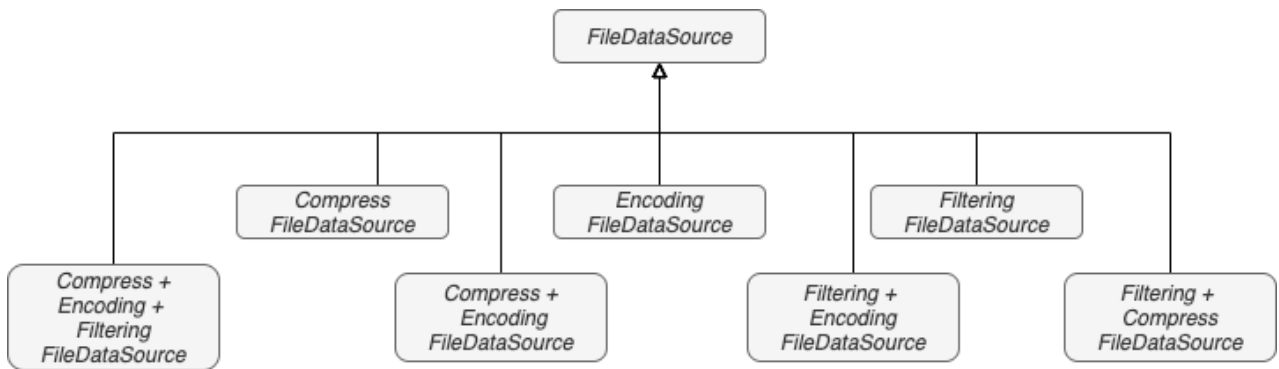 FileDataSource
Compress
FileDataSource
Encoding
FileDataSource
Filtering
FileDataSource
Compress +
Encoding +
Filtering
FileDataSource
Compress +
Encoding
FileDataSource
Filtering +
Encoding
FileDataSource
Filtering +
Compress
FileDataSource